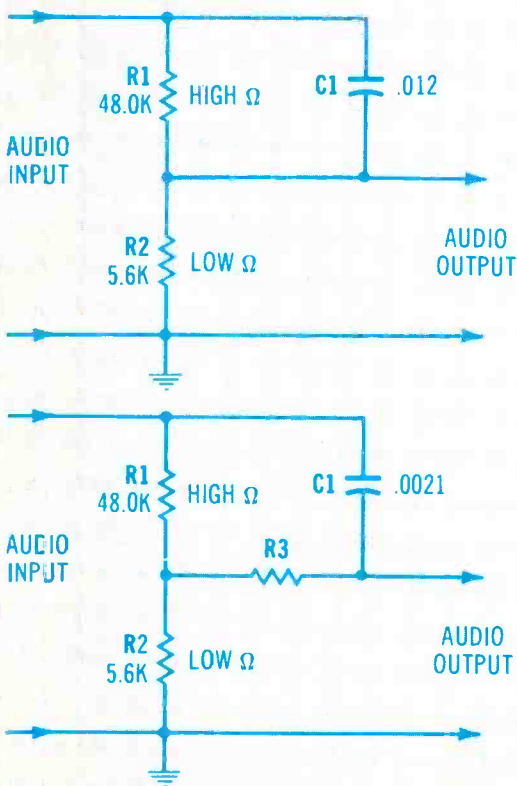 R1
48.0K
HIGH Ω
C1
.012
AUDIO
INPUT
R2
5.6K
LOW Ω
AUDIO
OUTPUT
R1
48.0K
HIGH Ω
C1
.0021
R3
AUDIO
INPUT
R2
5.6K
LOW Ω
AUDIO
OUTPUT